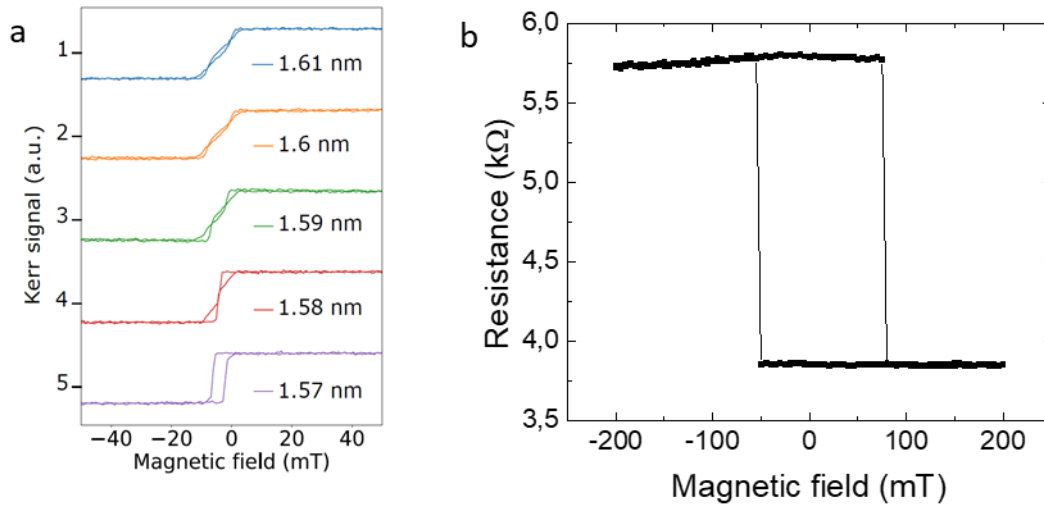 a
Kerr signal (a.u.)
1
2
3
4
5
1.61 nm
1.6 nm
1.59 nm
1.58 nm
1.57 nm
−40 −20 0 20 40
Magnetic field (mT)
b
Resistance (kΩ)
6,0
5,5
5,0
4,5
4,0
3,5
-200 -100 0 100 200
Magnetic field (mT)